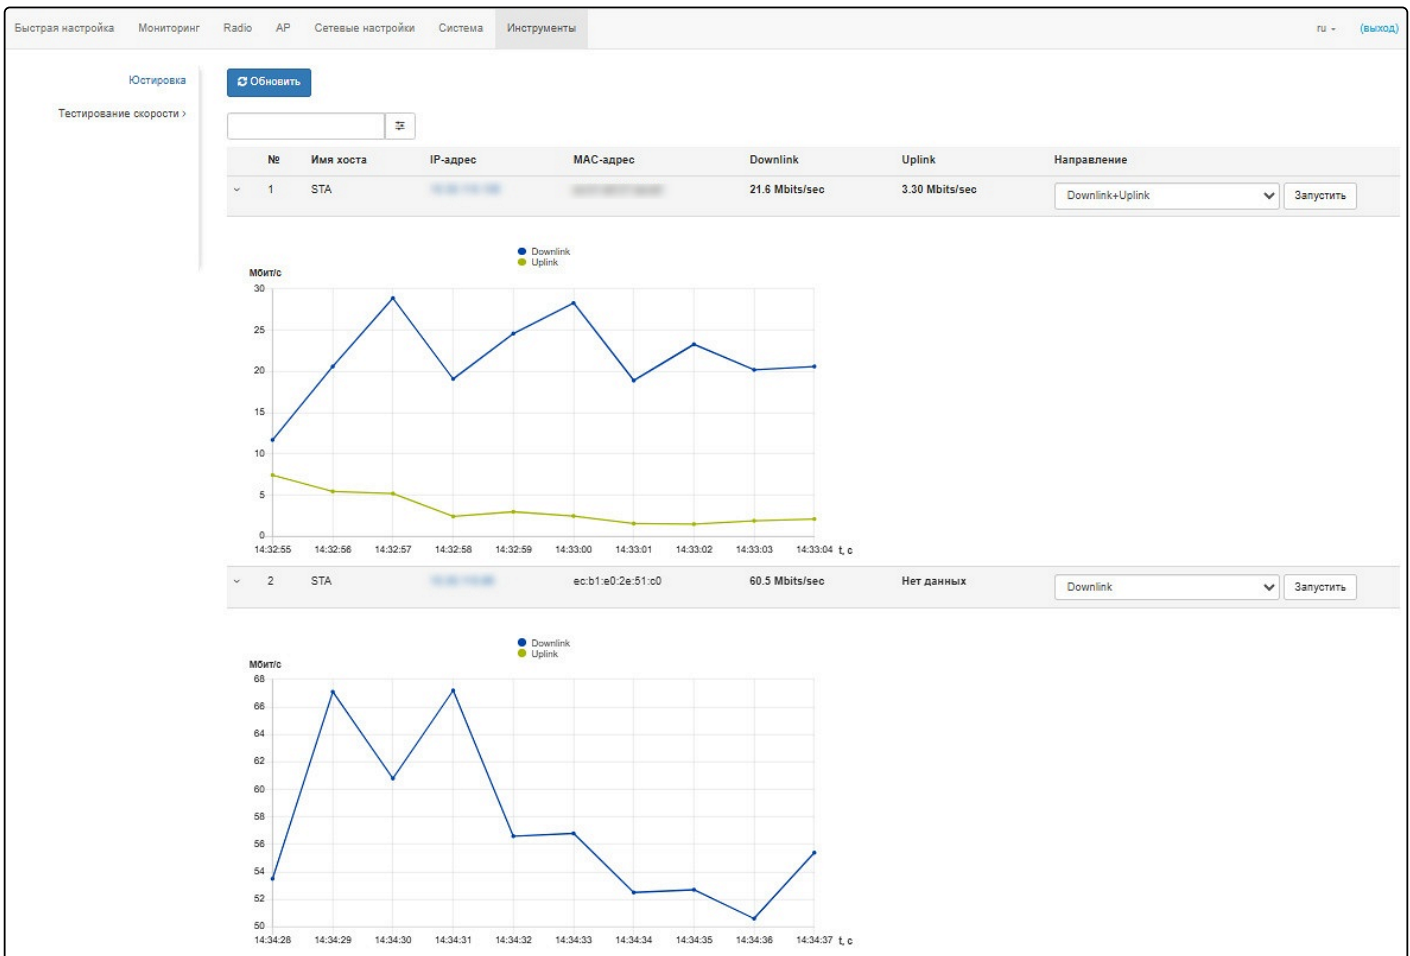 Быстрая настройка Мониторинг Radio AP Сетевые настройки Система Инструменты ru (выход)
Юстировка
Тестирование скорости ›
Обновить
№ Имя хоста IP-адрес MAC-адрес Downlink Uplink Направление
1 STA 21.6 Mbits/sec 3.30 Mbits/sec Downlink+Uplink Запустить
Downlink
Uplink
Мбит/с
30
25
20
15
10
5
0
14:32:55 14:32:56 14:32:57 14:32:58 14:32:59 14:33:00 14:33:01 14:33:02 14:33:03 14:33:04 t, с
2 STA ec:b1:e0:2e:51:c0 60.5 Mbits/sec Нет данных Downlink Запустить
Downlink
Uplink
Мбит/с
68
66
64
62
60
58
56
54
52
50
14:34:28 14:34:29 14:34:30 14:34:31 14:34:32 14:34:33 14:34:34 14:34:35 14:34:36 14:34:37 t, с